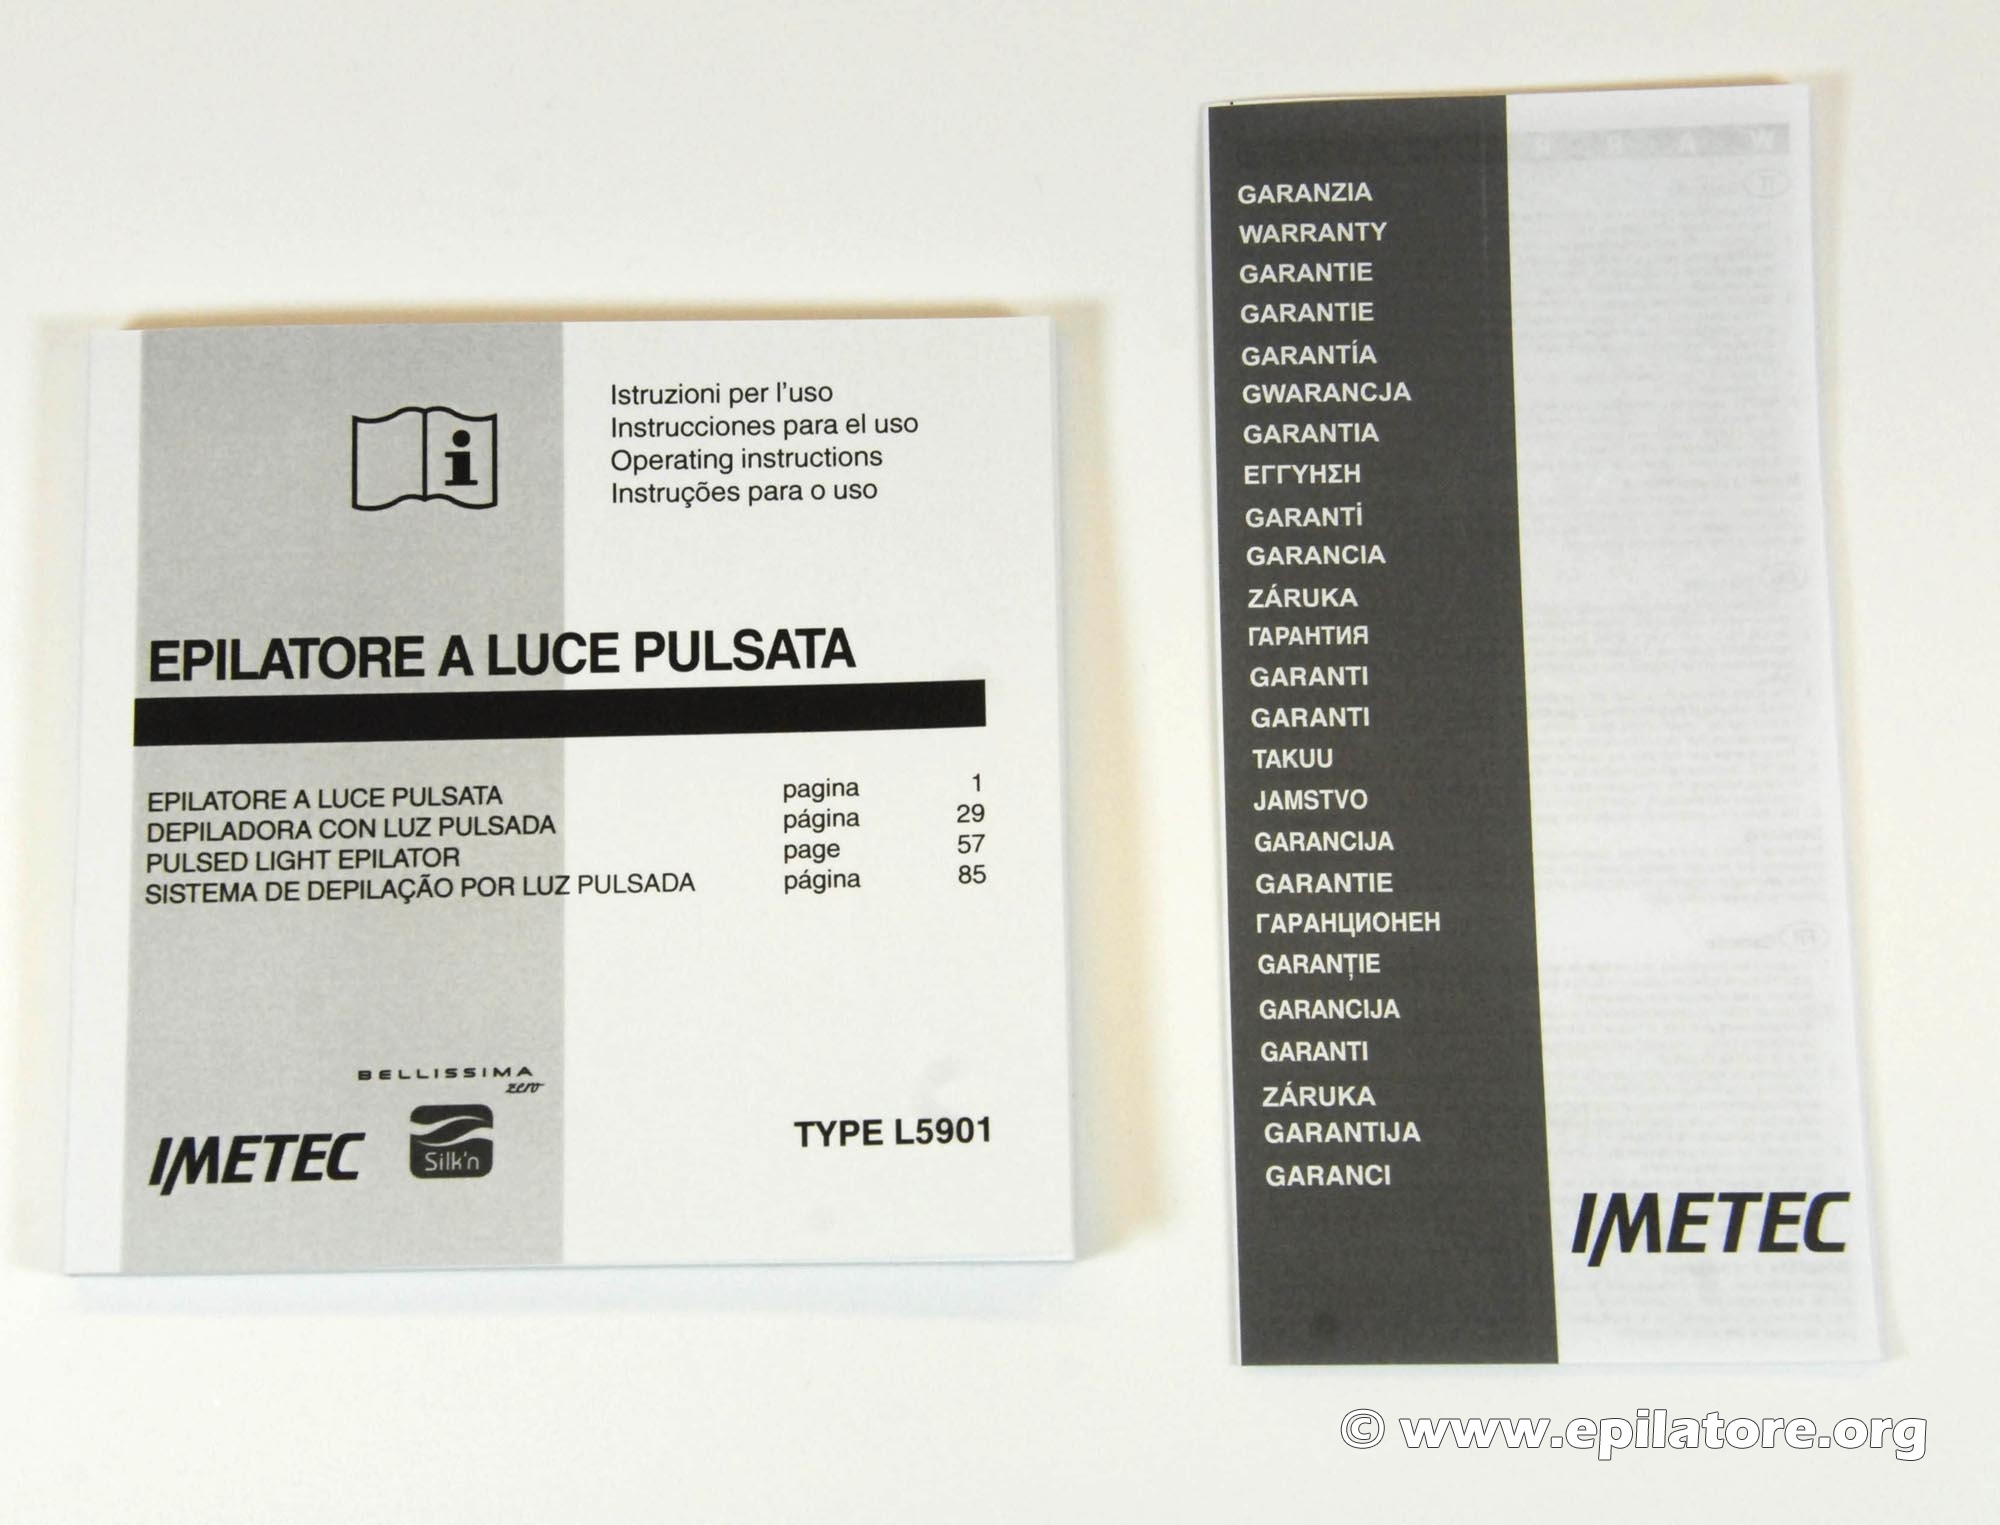 Istruzioni per l'uso
Instrucciones para el uso
Operating instructions
Instruções para o uso
EPILATORE A LUCE PULSATA
EPILATORE A LUCE PULSATA pagina 1
DEPILADORA CON LUZ PULSADA página 29
PULSED LIGHT EPILATOR page 57
SISTEMA DE DEPILAÇÃO POR LUZ PULSADA página 85
BELLISSIMA
zero
IMETEC
Silk'n
TYPE L5901
GARANZIA
WARRANTY
GARANTIE
GARANTIE
GARANTÍA
GWARANCJA
GARANTIA
ΕΓΓΥΗΣΗ
GARANTİ
GARANCIA
ZÁRUKA
ГАРАНТИЯ
GARANTI
GARANTI
TAKUU
JAMSTVO
GARANCIJA
GARANTIE
ГАРАНЦИОНЕН
GARANȚIE
GARANCIJA
GARANTI
ZÁRUKA
GARANTIJA
GARANCI
IMETEC
© www.epilatore.org